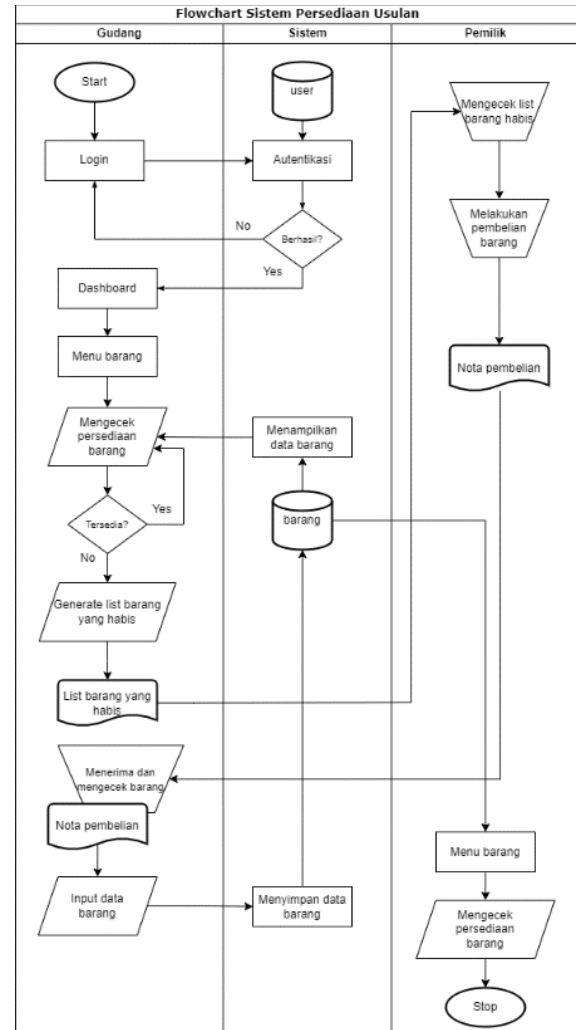 Flowchart Sistem Persediaan Usulan
Gudang
Sistem
Pemilik
Start
user
Mengecek list
barang habis
Login
Autentikasi
No
Berhasil?
Yes
Melakukan
pembelian
barang
Dashboard
Menu barang
Nota pembelian
Mengecek
persediaan
barang
Menampilkan
data barang
Yes
Tersedia?
No
barang
Generate list barang
yang habis
List barang yang
habis
Menerima dan
mengecek barang
Nota pembelian
Menu barang
Input data
barang
Menyimpan data
barang
Mengecek
persediaan
barang
Stop